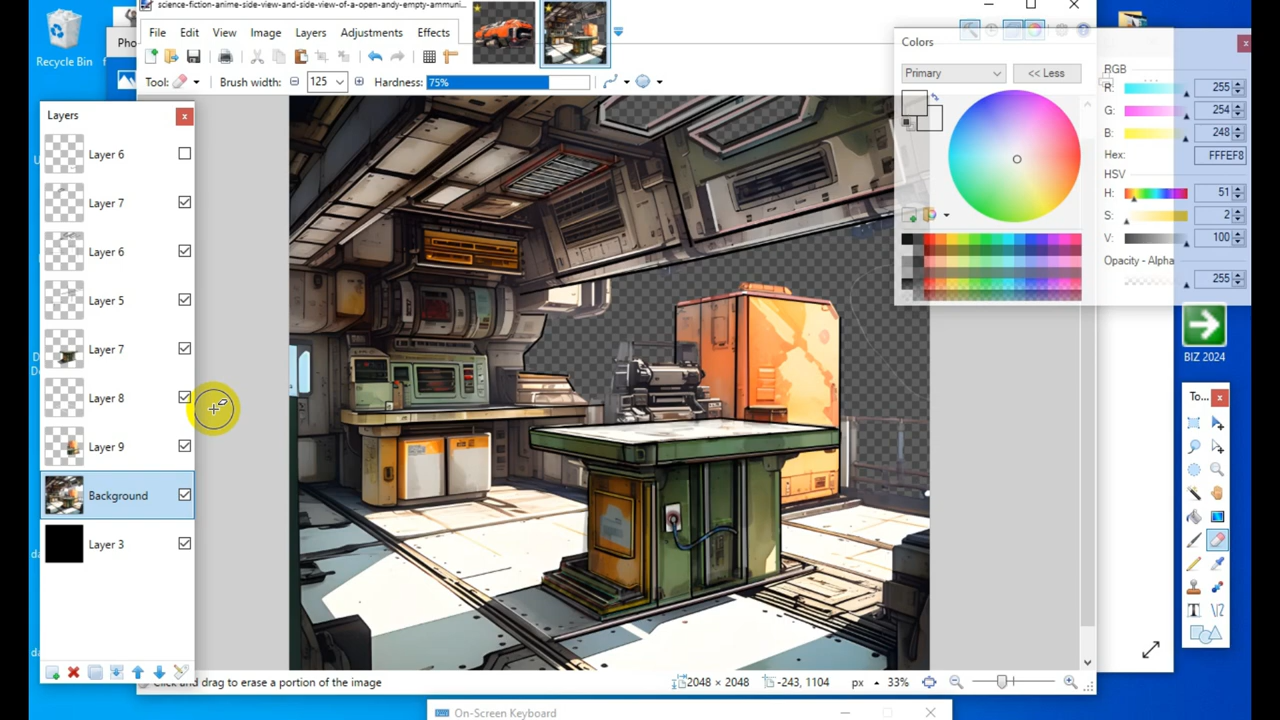 science-fiction-anime-side-view-and-side-view-of-a-open-andy-empty-ammuni...
Recycle Bin
Pho
File Edit View Image Layers Adjustments Effects
Tool: Brush width: 125 Hardness: 75%
Layers
Layer 6
Layer 7
Layer 6
Layer 5
Layer 7
Layer 8
Layer 9
Background
Layer 3
Colors
Primary
<< Less
RGB
R: 255
G: 254
B: 248
Hex: FFFEF8
HSV
H: 51
S: 2
V: 100
Opacity - Alpha
255
BIZ 2024
To...
Click and drag to erase a portion of the image
2048 × 2048
-243, 1104
px
33%
On-Screen Keyboard